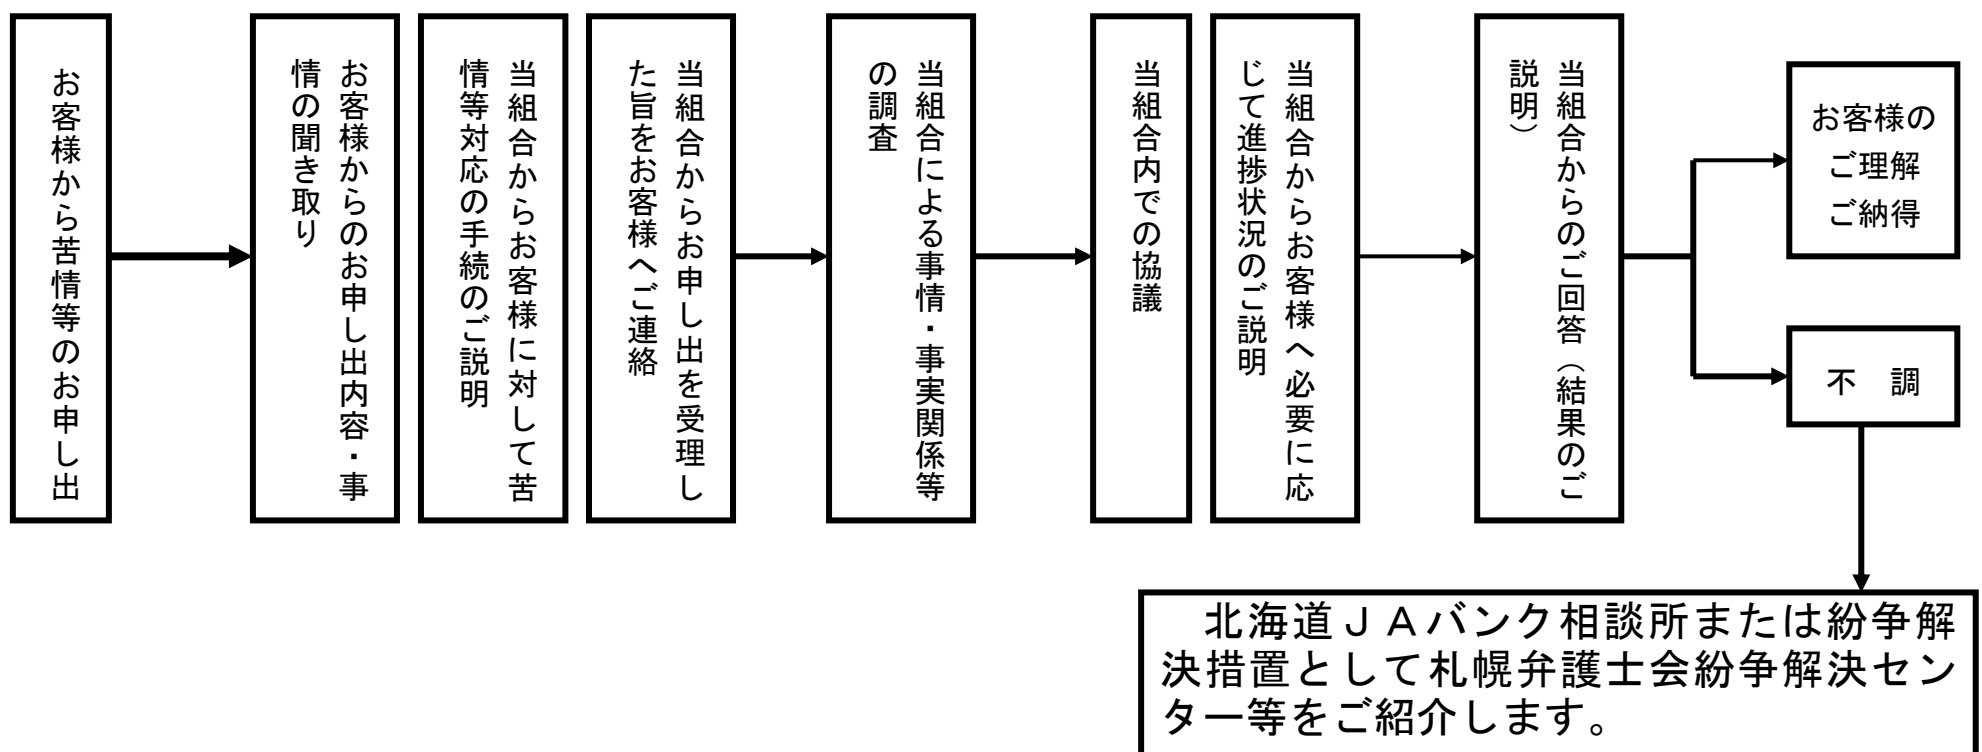 お客様から苦情等のお申し出
お客様からのお申し出内容・事
情の聞き取り
当組合からお客様に対して苦
情等対応の手続のご説明
当組合からお申し出を受理し
た旨をお客様へご連絡
当組合による事情・事実関係等
の調査
当組合内での協議
当組合からお客様へ必要に応
じて進捗状況のご説明
当組合からのご回答（結果のご
説明）
お客様の
ご理解
ご納得
不　調
　北海道ＪＡバンク相談所または紛争解
決措置として札幌弁護士会紛争解決セン
ター等をご紹介します。